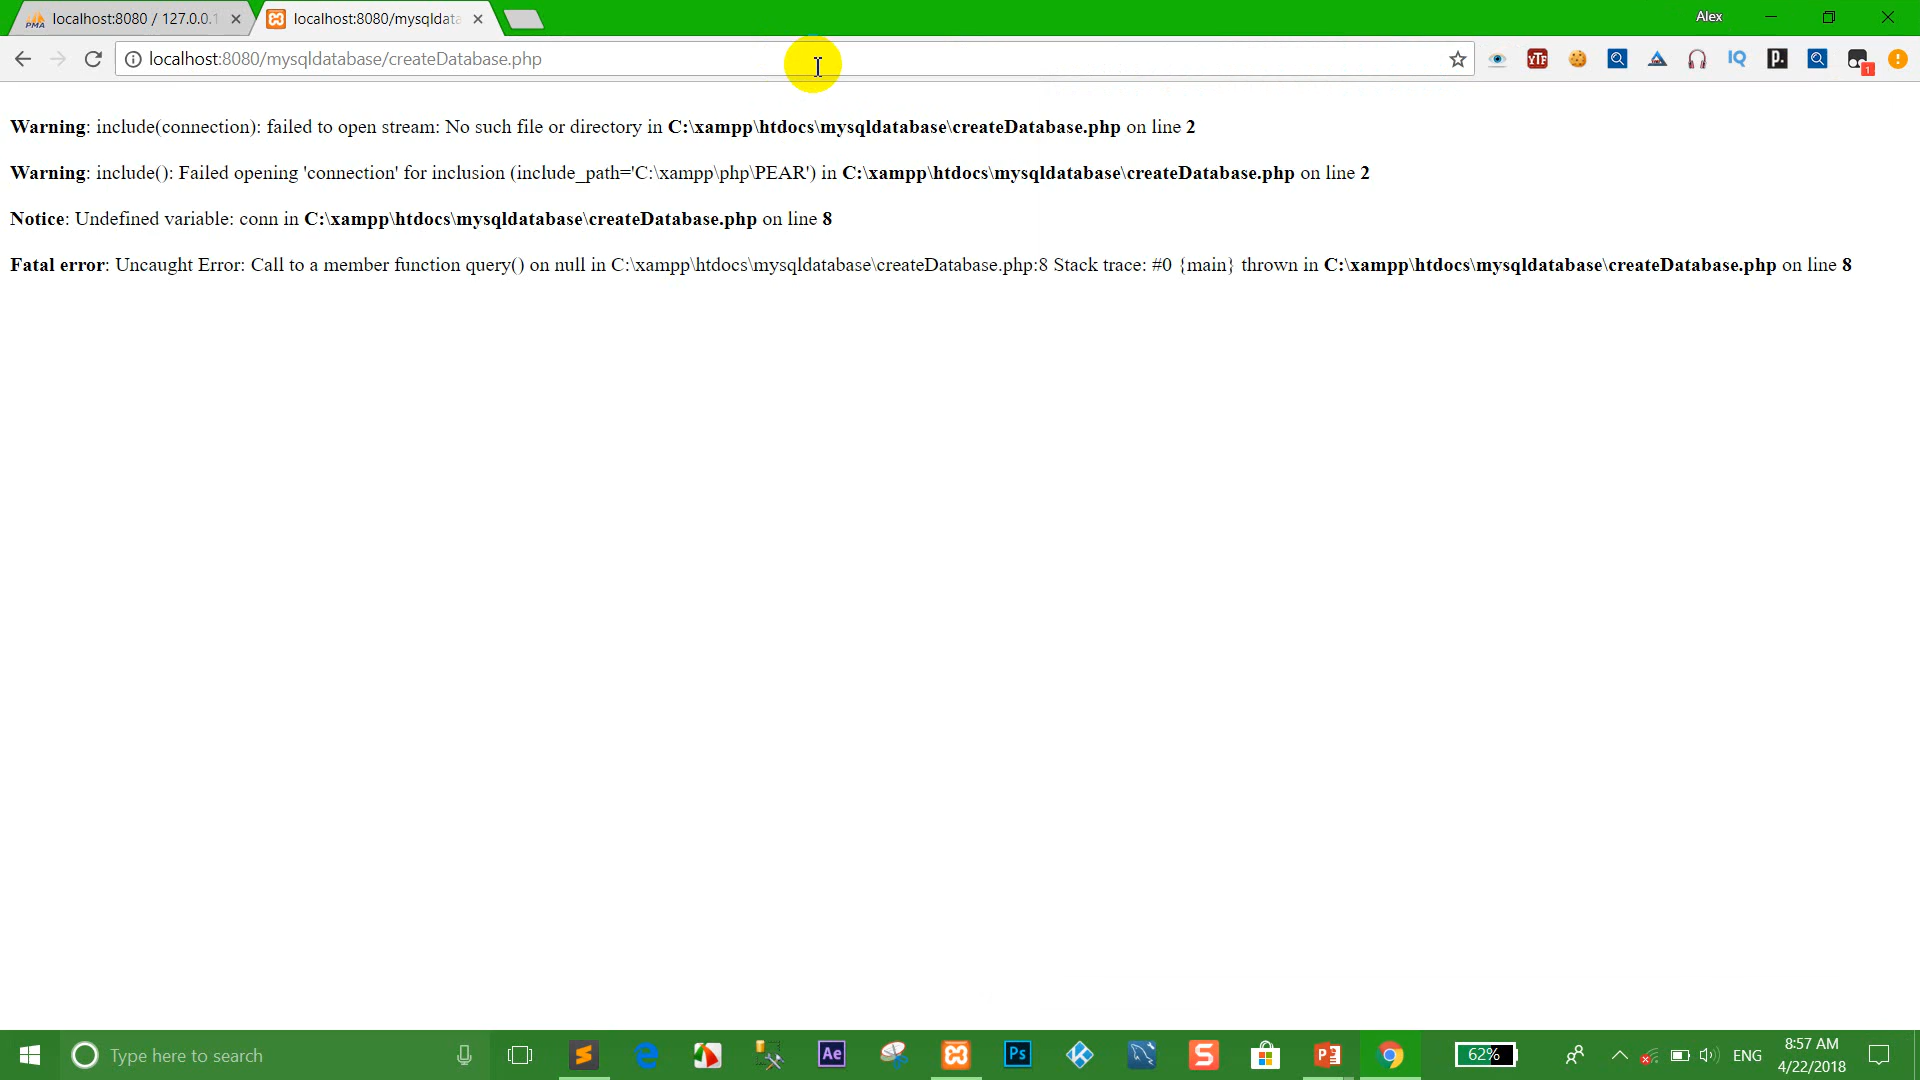 localhost:8080 / 127.0.0.1
localhost:8080/mysqldata
Alex
localhost:8080/mysqldatabase/createDatabase.php
YTF
IQ
p.
1
Warning: include(connection): failed to open stream: No such file or directory in C:\xampp\htdocs\mysqldatabase\createDatabase.php on line 2
Warning: include(): Failed opening 'connection' for inclusion (include_path='C:\xampp\php\PEAR') in C:\xampp\htdocs\mysqldatabase\createDatabase.php on line 2
Notice: Undefined variable: conn in C:\xampp\htdocs\mysqldatabase\createDatabase.php on line 8
Fatal error: Uncaught Error: Call to a member function query() on null in C:\xampp\htdocs\mysqldatabase\createDatabase.php:8 Stack trace: #0 {main} thrown in C:\xampp\htdocs\mysqldatabase\createDatabase.php on line 8
Type here to search
Ae
Ps
S
62%
ENG
8:57 AM
4/22/2018